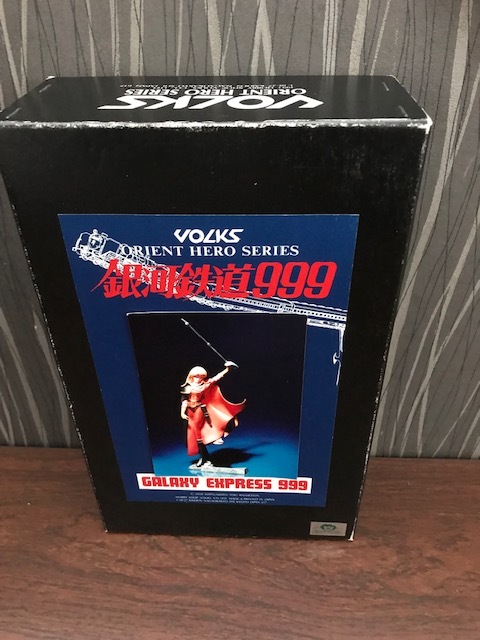 VOLKS
ORIENT HERO SERIES
VOLKS
ORIENT HERO SERIES
銀河鉄道999
GALAXY EXPRESS 999